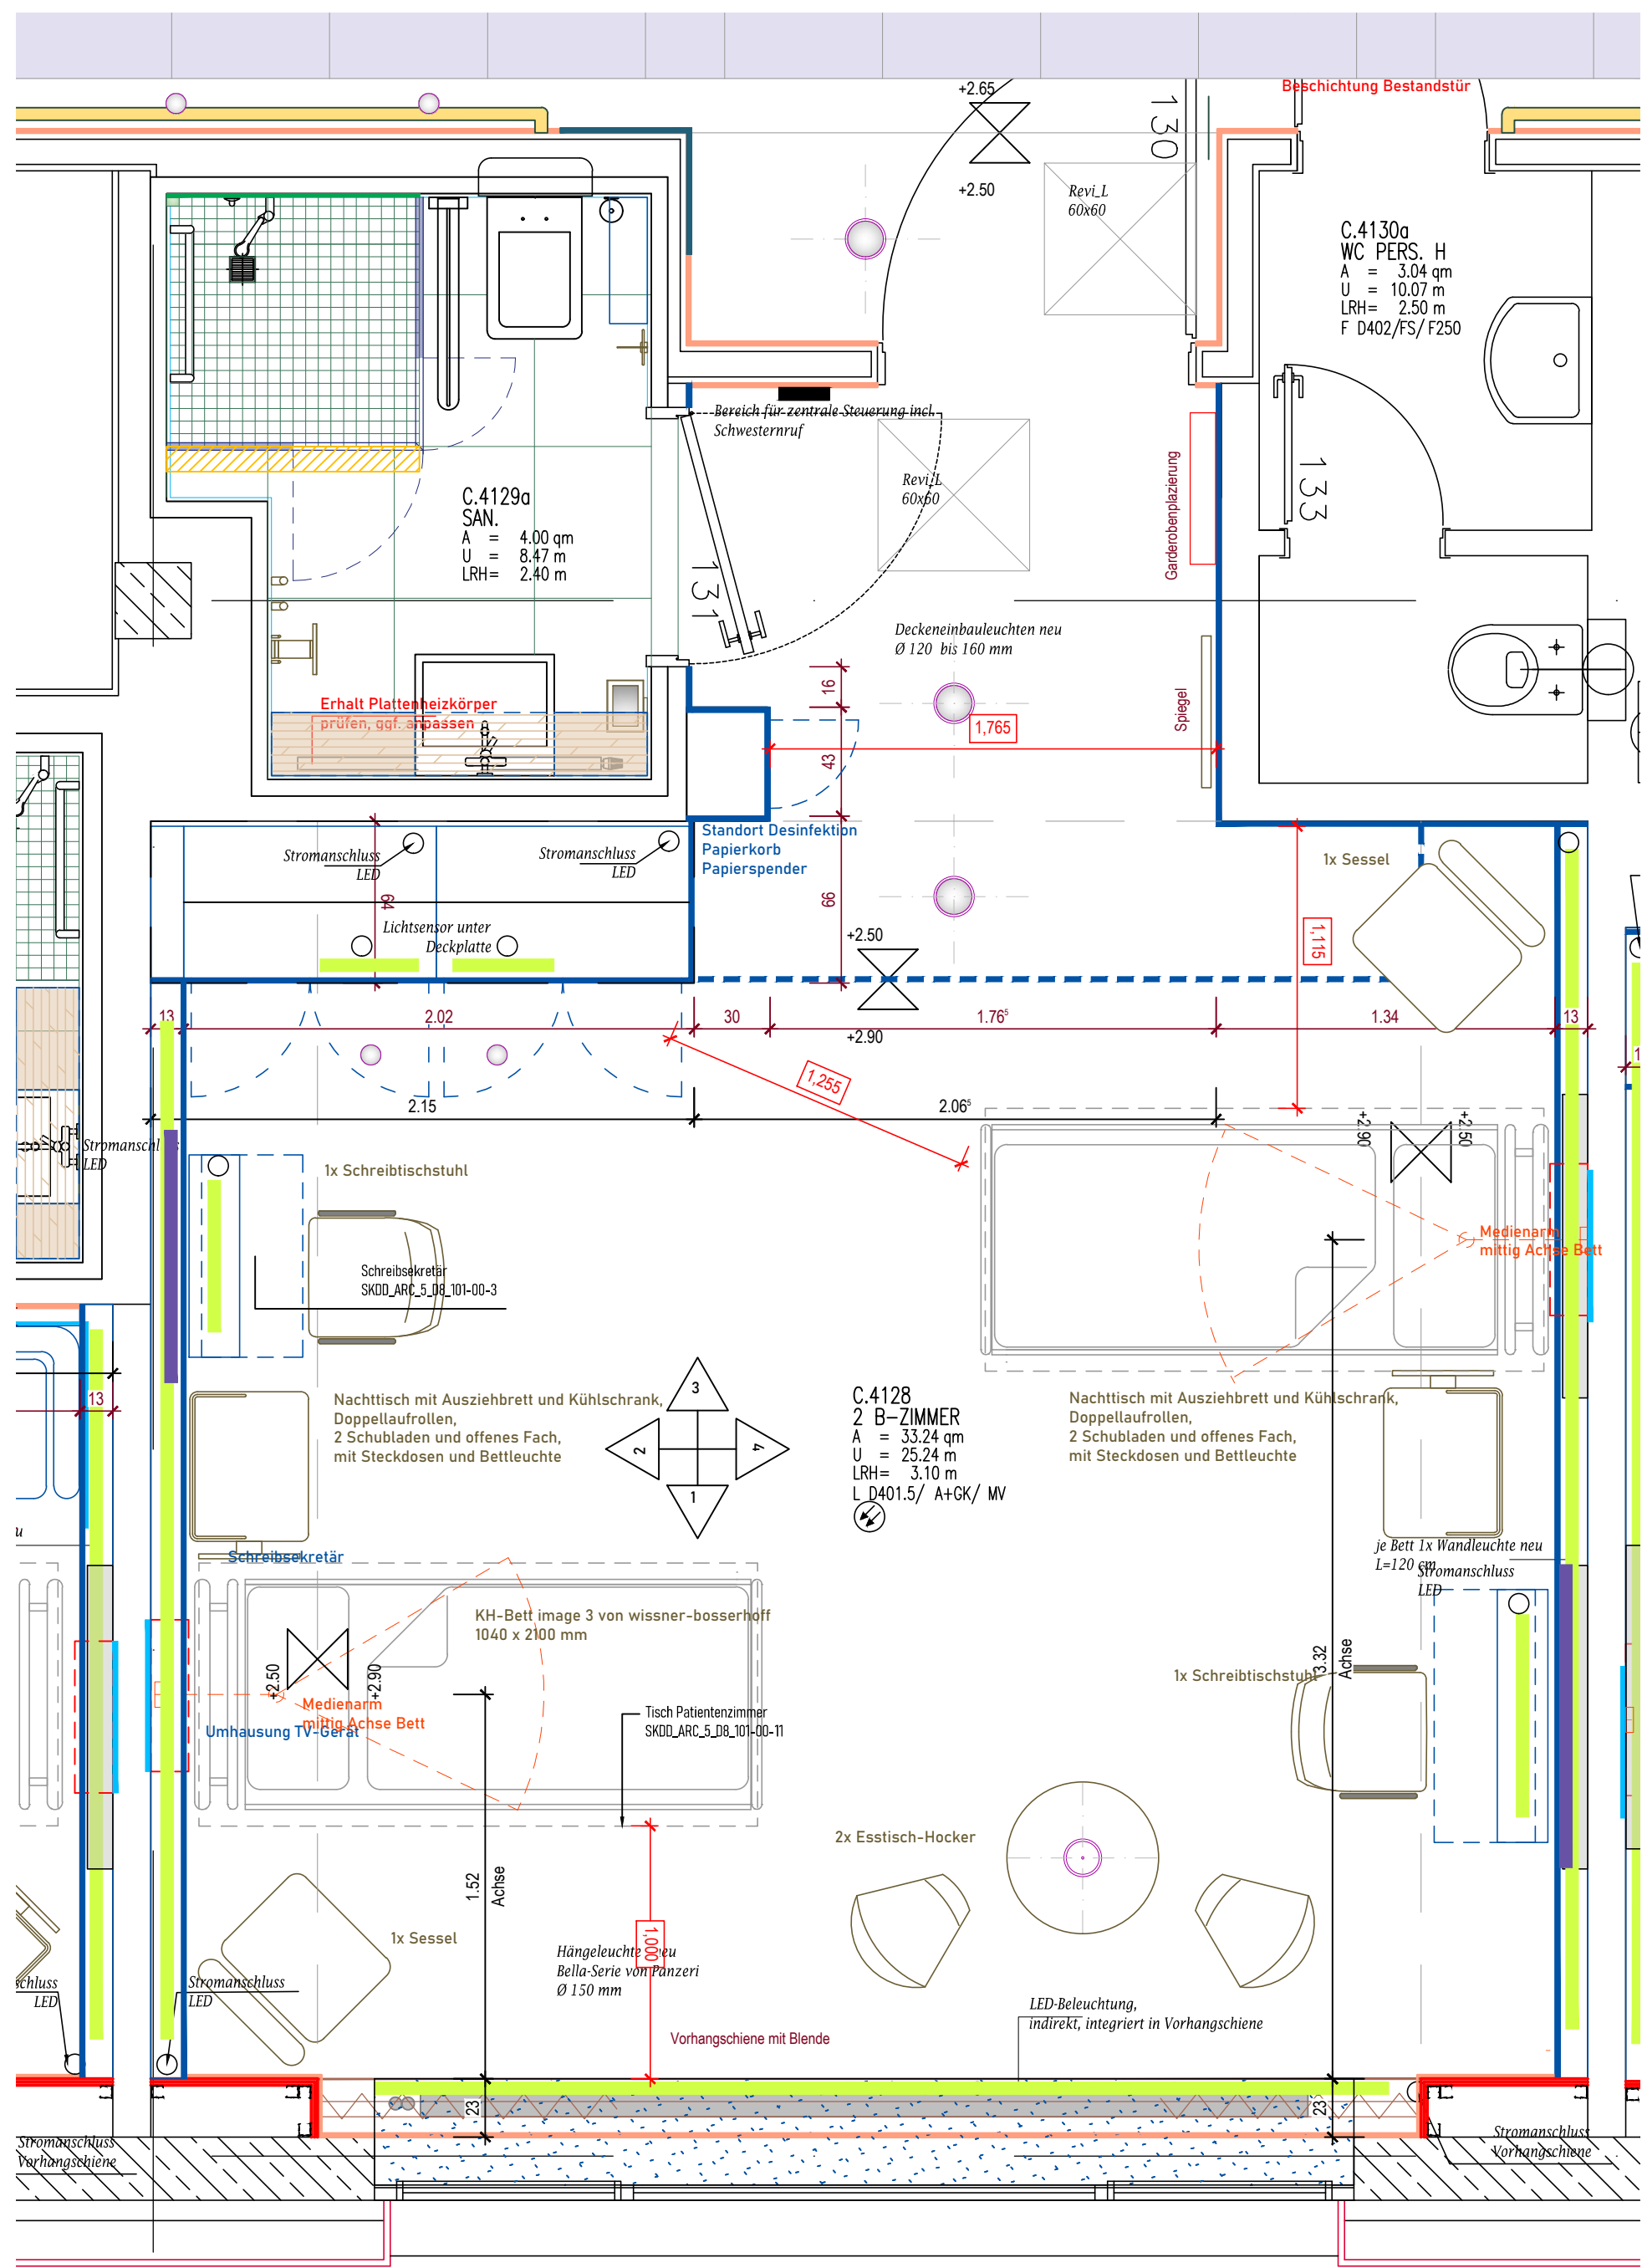 Beschichtung Bestandstür
+2.65
130
+2.50
Revi_L
60x60
C.4130a
WC PERS. H
A = 3.04 qm
U = 10.07 m
LRH= 2.50 m
F D402/FS/F250
Bereich für zentrale Steuerung incl.
Schwesternruf
Revi_L
60x60
Garderobenplazierung
133
C.4129a
SAN.
A = 4.00 qm
U = 8.47 m
LRH= 2.40 m
131
Deckeneinbauleuchten neu
Ø 120 bis 160 mm
Erhalt Plattenheizkörper
prüfen, ggf. anpassen
16
1,765
Spiegel
43
Standort Desinfektion
Papierkorb
Papierspender
1x Sessel
Stromanschluss
LED
Stromanschluss
LED
64
66
Lichtsensor unter
Deckplatte
+2.50
1,115
13
2.02
30
1.76⁵
1.34
13
+2.90
1,255
2.15
2.06⁵
+2.90
+2.50
Stromanschluss
LED
1x Schreibtischstuhl
Medienarm
mittig Achse Bett
Schreibsekretär
SKDD_ARC_5_D8_101-00-3
13
Nachttisch mit Ausziehbrett und Kühlschrank,
Doppellaufrollen,
2 Schubladen und offenes Fach,
mit Steckdosen und Bettleuchte
3
2
4
1
C.4128
2 B-ZIMMER
A = 33.24 qm
U = 25.24 m
LRH= 3.10 m
L D401.5/ A+GK/ MV
Nachttisch mit Ausziehbrett und Kühlschrank,
Doppellaufrollen,
2 Schubladen und offenes Fach,
mit Steckdosen und Bettleuchte
u
Schreibsekretär
je Bett 1x Wandleuchte neu
L=120 cm
Stromanschluss
LED
KH-Bett image 3 von wissner-bosserhoff
1040 x 2100 mm
+2.50
+2.90
Medienarm
mittig Achse Bett
Umhausung TV-Gerät
Tisch Patientenzimmer
SKDD_ARC_5_D8_101-00-11
1x Schreibtischstuhl
3.32
Achse
2x Esstisch-Hocker
1.52
Achse
1x Sessel
1,000
Hängeleuchte neu
Bella-Serie von Panzeri
Ø 150 mm
schluss
LED
Stromanschluss
LED
LED-Beleuchtung,
indirekt, integriert in Vorhangschiene
Vorhangschiene mit Blende
23
23
Stromanschluss
Vorhangschiene
Stromanschluss
Vorhangschiene